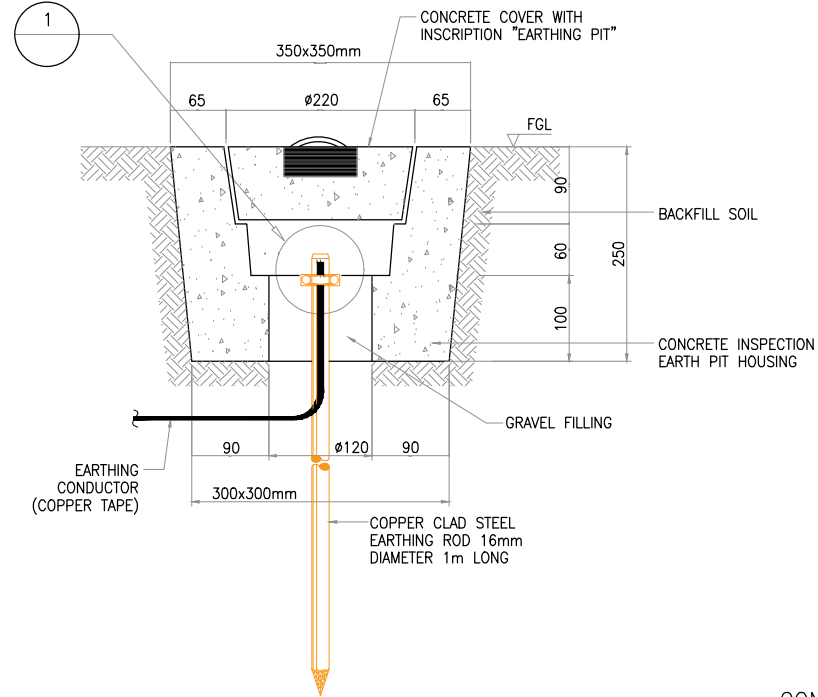 1
CONCRETE COVER WITH
INSCRIPTION "EARTHING PIT"
350x350mm
65
ø220
65
FGL
90
BACKFILL SOIL
60
250
100
CONCRETE INSPECTION
EARTH PIT HOUSING
GRAVEL FILLING
90
ø120
90
EARTHING
CONDUCTOR
(COPPER TAPE)
300x300mm
COPPER CLAD STEEL
EARTHING ROD 16mm
DIAMETER 1m LONG